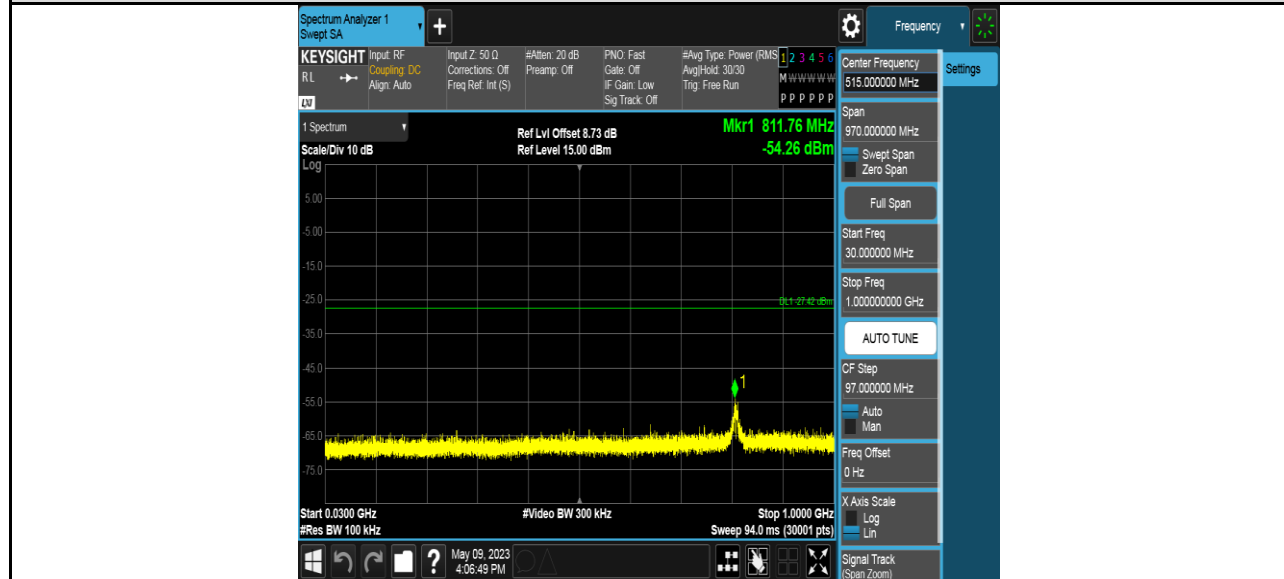 Spectrum Analyzer 1
Swept SA
+
Frequency
KEYSIGHT
RL
LXI
Input: RF
Coupling: DC
Align: Auto
Input Z: 50 Ω
Corrections: Off
Freq Ref: Int (S)
#Atten: 20 dB
Preamp: Off
PNO: Fast
Gate: Off
IF Gain: Low
Sig Track: Off
#Avg Type: Power (RMS
Avg|Hold: 30/30
Trig: Free Run
1 2 3 4 5 6
M W W W W W
P P P P P P
1 Spectrum
Scale/Div 10 dB
Ref Lvl Offset 8.73 dB
Ref Level 15.00 dBm
Mkr1 811.76 MHz
-54.26 dBm
Log
5.00
-5.00
-15.0
-25.0
-35.0
-45.0
-55.0
-65.0
-75.0
DL1 -27.42 dBm
1
Start 0.0300 GHz
#Res BW 100 kHz
#Video BW 300 kHz
Stop 1.0000 GHz
Sweep 94.0 ms (30001 pts)
?
May 09, 2023
4:06:49 PM
Center Frequency
515.000000 MHz
Span
970.000000 MHz
Swept Span
Zero Span
Full Span
Start Freq
30.000000 MHz
Stop Freq
1.000000000 GHz
AUTO TUNE
CF Step
97.000000 MHz
Auto
Man
Freq Offset
0 Hz
X Axis Scale
Log
Lin
Signal Track
(Span Zoom)
Settings